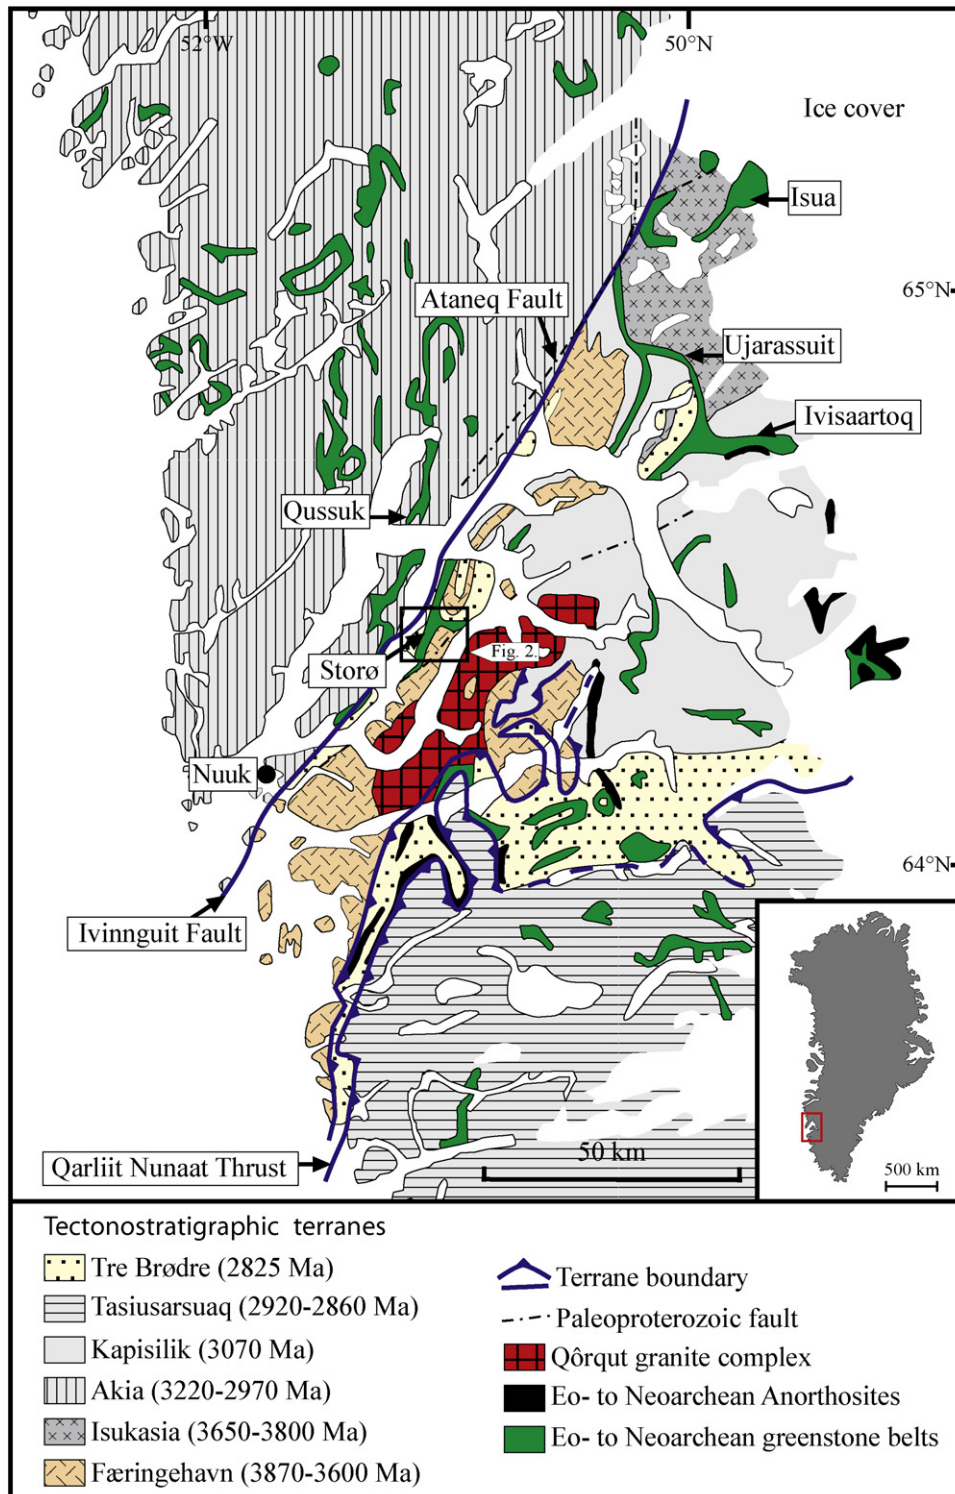 52°W
50°N
Ice cover
Isua
65°N
Ataneq Fault
Ujarassuit
Ivisaartoq
Qussuk
Storø
Fig. 2.
Nuuk
64°N
Ivinnguit Fault
Qarliit Nunaat Thrust
50 km
500 km
Tectonostratigraphic terranes
Tre Brødre (2825 Ma)
Tasiusarsuaq (2920-2860 Ma)
Kapisilik (3070 Ma)
Akia (3220-2970 Ma)
Isukasia (3650-3800 Ma)
Færingehavn (3870-3600 Ma)
Terrane boundary
Paleoproterozoic fault
Qôrqut granite complex
Eo- to Neoarchean Anorthosites
Eo- to Neoarchean greenstone belts